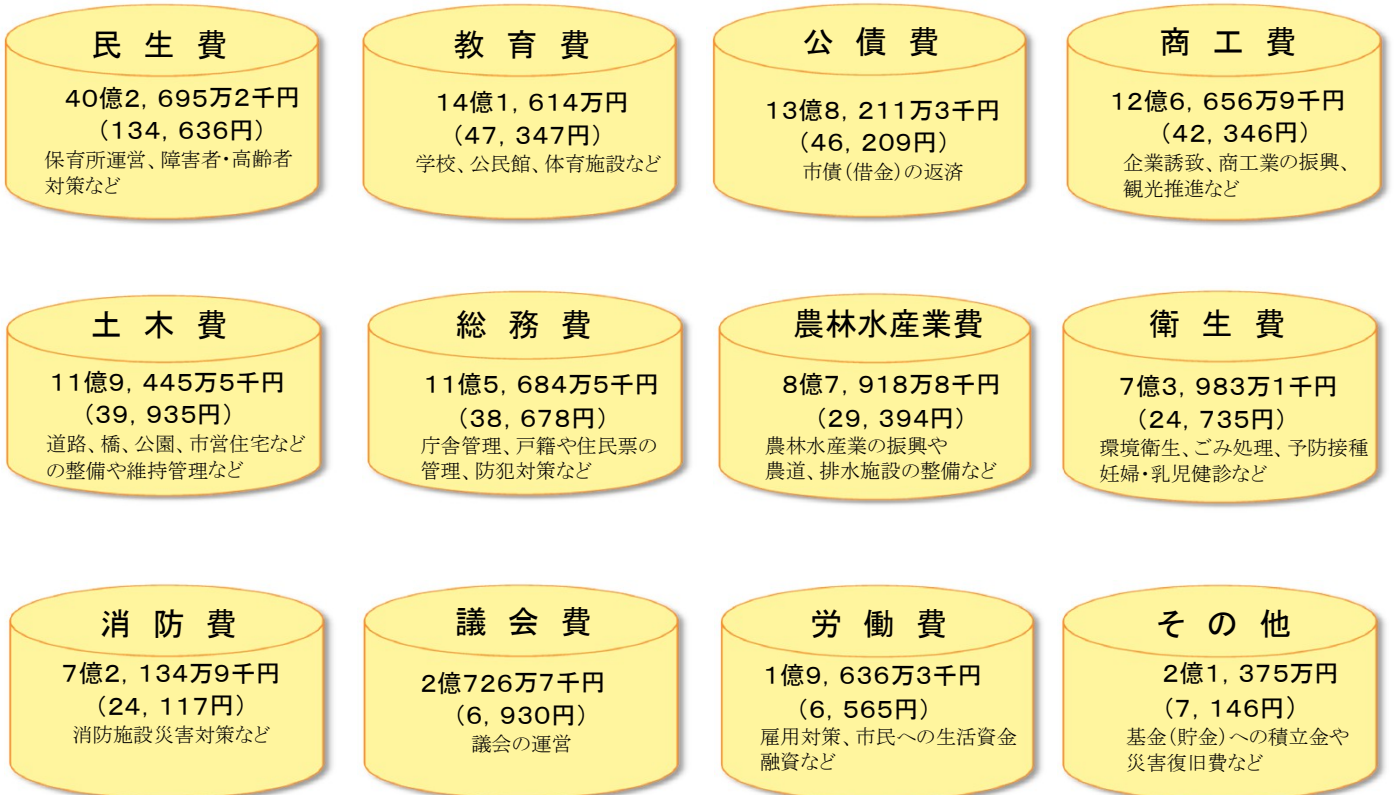 民生費
40億2,695万2千円
(134,636円)
保育所運営、障害者・高齢者
対策など
教育費
14億1,614万円
(47,347円)
学校、公民館、体育施設など
公債費
13億8,211万3千円
(46,209円)
市債(借金)の返済
商工費
12億6,656万9千円
(42,346円)
企業誘致、商工業の振興、
観光推進など
土木費
11億9,445万5千円
(39,935円)
道路、橋、公園、市営住宅など
の整備や維持管理など
総務費
11億5,684万5千円
(38,678円)
庁舎管理、戸籍や住民票の
管理、防犯対策など
農林水産業費
8億7,918万8千円
(29,394円)
農林水産業の振興や
農道、排水施設の整備など
衛生費
7億3,983万1千円
(24,735円)
環境衛生、ごみ処理、予防接種
妊婦・乳児健診など
消防費
7億2,134万9千円
(24,117円)
消防施設災害対策など
議会費
2億726万7千円
(6,930円)
議会の運営
労働費
1億9,636万3千円
(6,565円)
雇用対策、市民への生活資金
融資など
その他
2億1,375万円
(7,146円)
基金(貯金)への積立金や
災害復旧費など